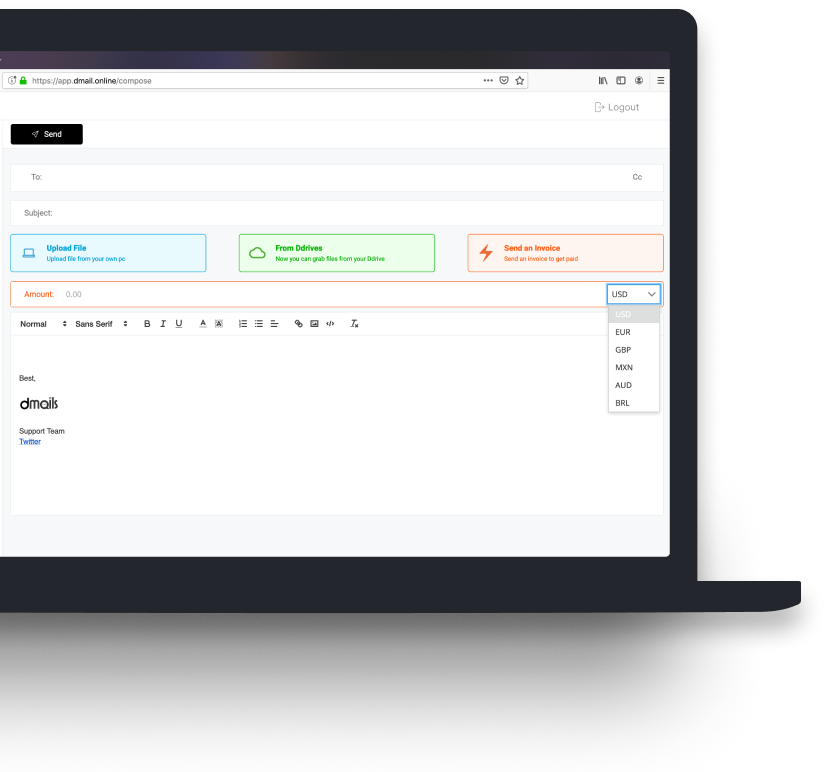 https://app.dmail.online/compose
Logout
Send
To:
Cc
Subject:
Upload File
Upload file from your own pc
From Ddrives
Now you can grab files from your Ddrive
Send an Invoice
Send an invoice to get paid
Amount: 0.00
USD
USD
EUR
GBP
MXN
AUD
BRL
Normal Sans Serif B I U A A
Best,
dmails
Support Team
Twitter